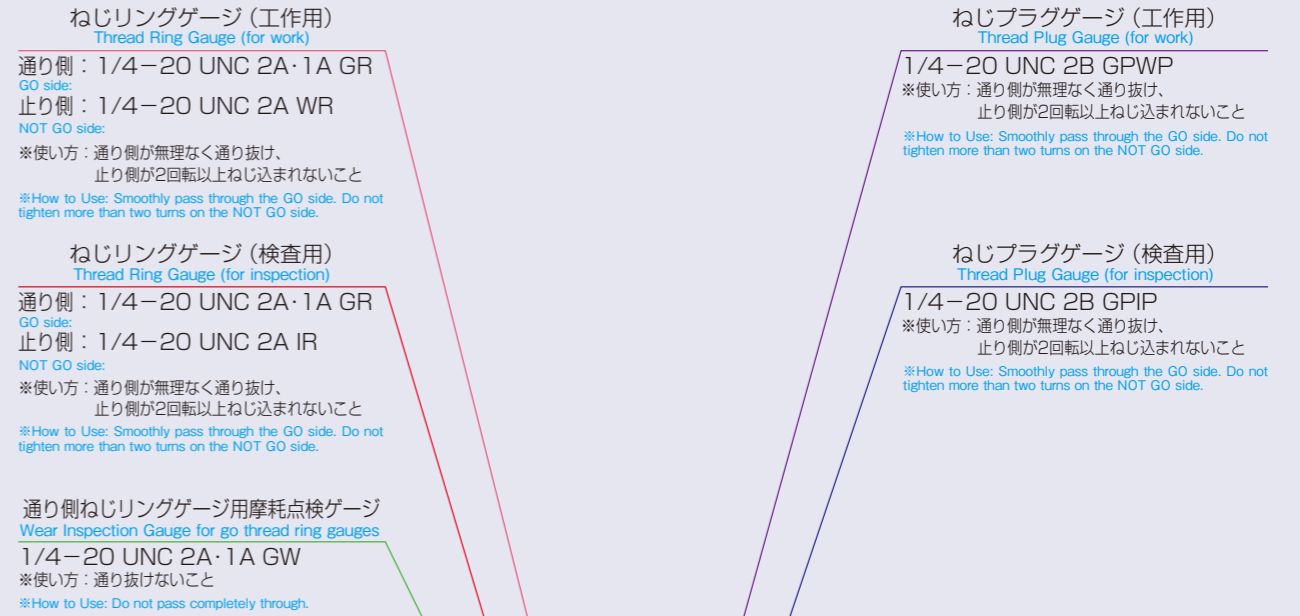 ねじリングゲージ（工作用）
Thread Ring Gauge (for work)
通り側：1/4－20 UNC 2A･1A GR
GO side:
止り側：1/4－20 UNC 2A WR
NOT GO side:
※使い方：通り側が無理なく通り抜け、
止り側が2回転以上ねじ込まれないこと
※How to Use: Smoothly pass through the GO side. Do not
tighten more than two turns on the NOT GO side.
ねじリングゲージ（検査用）
Thread Ring Gauge (for inspection)
通り側：1/4－20 UNC 2A･1A GR
GO side:
止り側：1/4－20 UNC 2A IR
NOT GO side:
※使い方：通り側が無理なく通り抜け、
止り側が2回転以上ねじ込まれないこと
※How to Use: Smoothly pass through the GO side. Do not
tighten more than two turns on the NOT GO side.
通り側ねじリングゲージ用摩耗点検ゲージ
Wear Inspection Gauge for go thread ring gauges
1/4－20 UNC 2A･1A GW
※使い方：通り抜けないこと
※How to Use: Do not pass completely through.
ねじプラグゲージ（工作用）
Thread Plug Gauge (for work)
1/4－20 UNC 2B GPWP
※使い方：通り側が無理なく通り抜け、
止り側が2回転以上ねじ込まれないこと
※How to Use: Smoothly pass through the GO side. Do not
tighten more than two turns on the NOT GO side.
ねじプラグゲージ（検査用）
Thread Plug Gauge (for inspection)
1/4－20 UNC 2B GPIP
※使い方：通り側が無理なく通り抜け、
止り側が2回転以上ねじ込まれないこと
※How to Use: Smoothly pass through the GO side. Do not
tighten more than two turns on the NOT GO side.